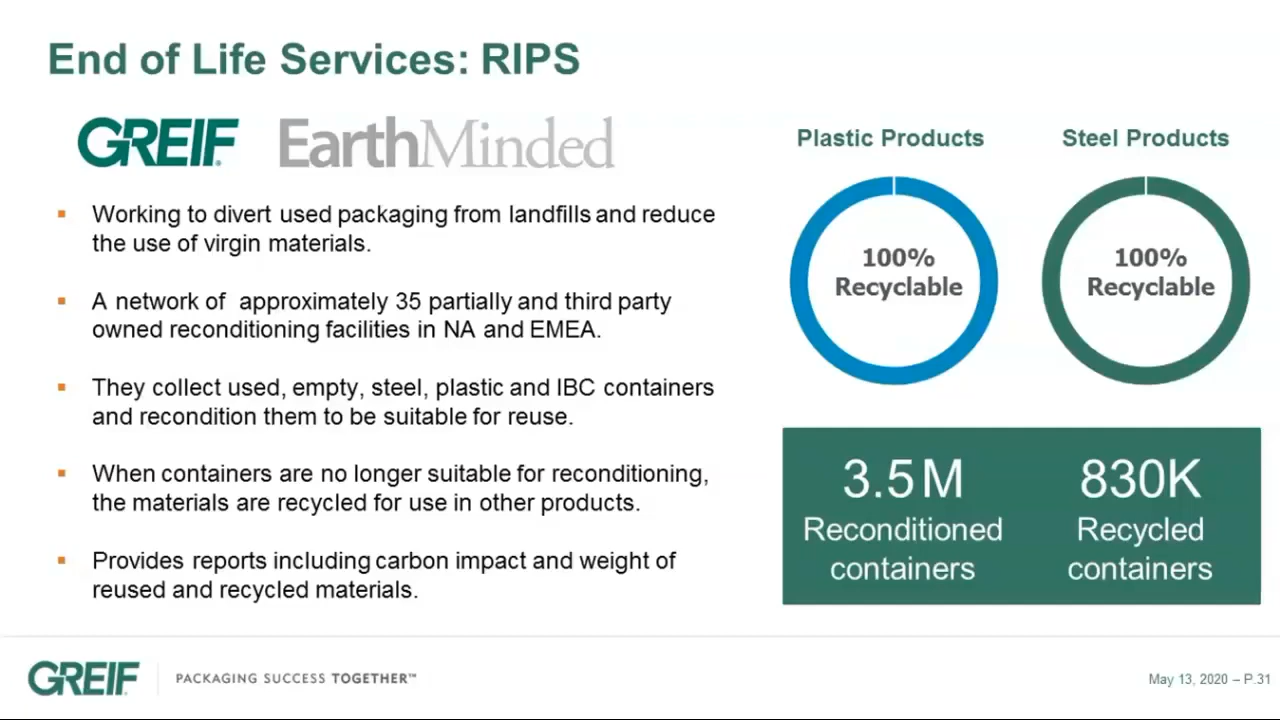 End of Life Services: RIPS
GREIF
EarthMinded
▪ Working to divert used packaging from landfills and reduce
the use of virgin materials.
▪ A network of approximately 35 partially and third party
owned reconditioning facilities in NA and EMEA.
▪ They collect used, empty, steel, plastic and IBC containers
and recondition them to be suitable for reuse.
▪ When containers are no longer suitable for reconditioning,
the materials are recycled for use in other products.
▪ Provides reports including carbon impact and weight of
reused and recycled materials.
Plastic Products
100%
Recyclable
Steel Products
100%
Recyclable
3.5M
Reconditioned
containers
830K
Recycled
containers
GREIF
PACKAGING SUCCESS TOGETHER™
May 13, 2020 – P.31